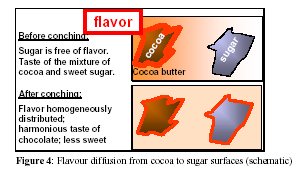 flavor
Before conching:
Sugar is free of flavor.
Taste of the mixture of
cocoa and sweet sugar.
cocoa
sugar
Cocoa butter
After conching:
Flavor homogeneously
distributed;
harmonious taste of
chocolate; less sweet
Figure 4: Flavour diffusion from cocoa to sugar surfaces (schematic)